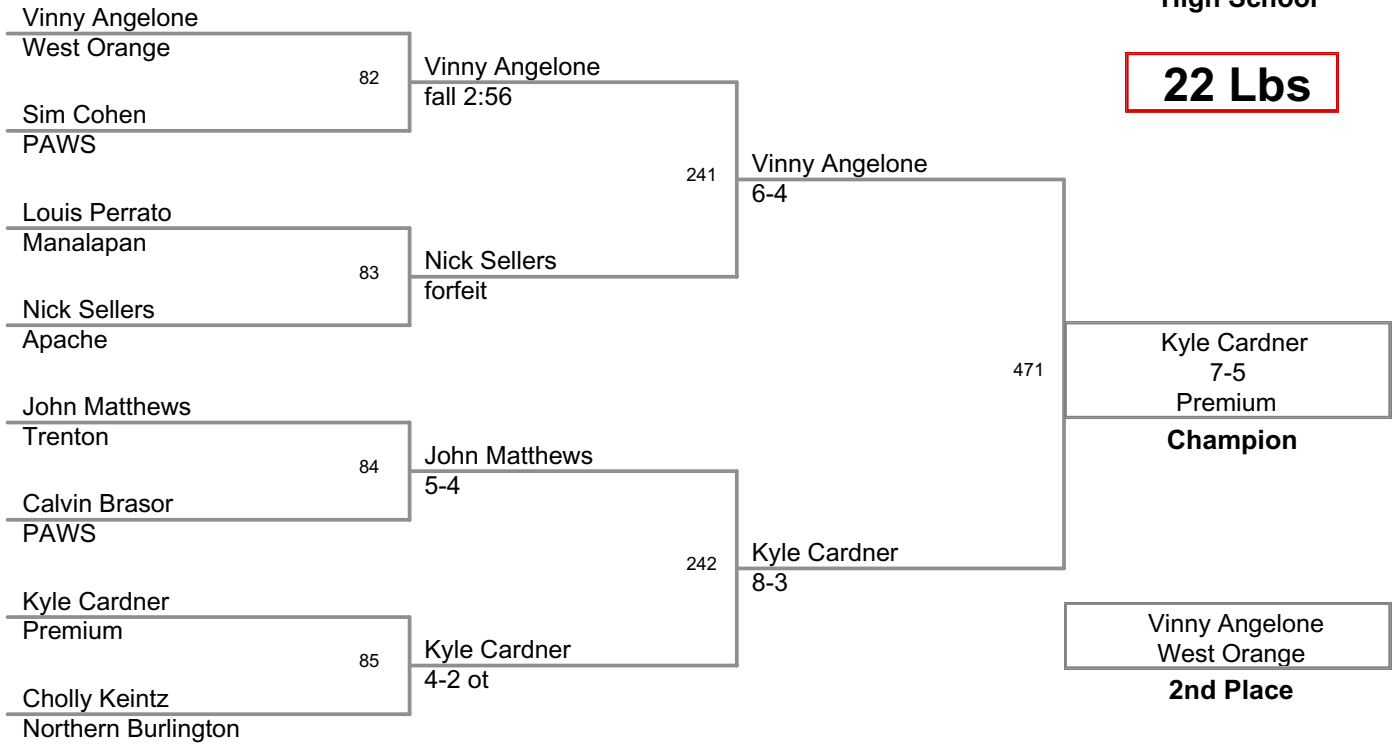 High School
22 Lbs
Vinny Angelone
West Orange
82
Sim Cohen
PAWS
Louis Perrato
Manalapan
83
Nick Sellers
Apache
John Matthews
Trenton
84
Calvin Brasor
PAWS
Kyle Cardner
Premium
85
Cholly Keintz
Northern Burlington
Vinny Angelone
fall 2:56
241
Nick Sellers
forfeit
John Matthews
5-4
242
Kyle Cardner
4-2 ot
Vinny Angelone
6-4
471
Kyle Cardner
8-3
Kyle Cardner
7-5
Premium
Champion
Vinny Angelone
West Orange
2nd Place